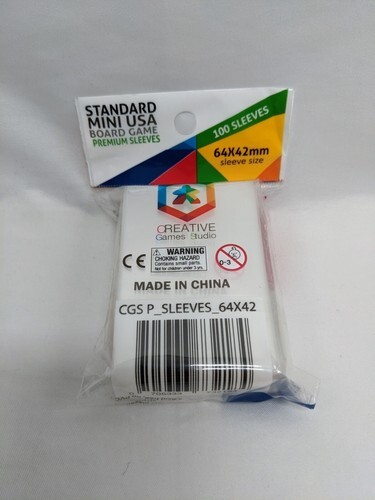 STANDARD
MINI USA
BOARD GAME
PREMIUM SLEEVES
100 SLEEVES
64X42mm
sleeve size
CREATIVE
Games Studio
CE
WARNING
CHOKING HAZARD
Contains small parts.
Not for children under 3 yrs.
0-3
MADE IN CHINA
CGS P_SLEEVES_64X42